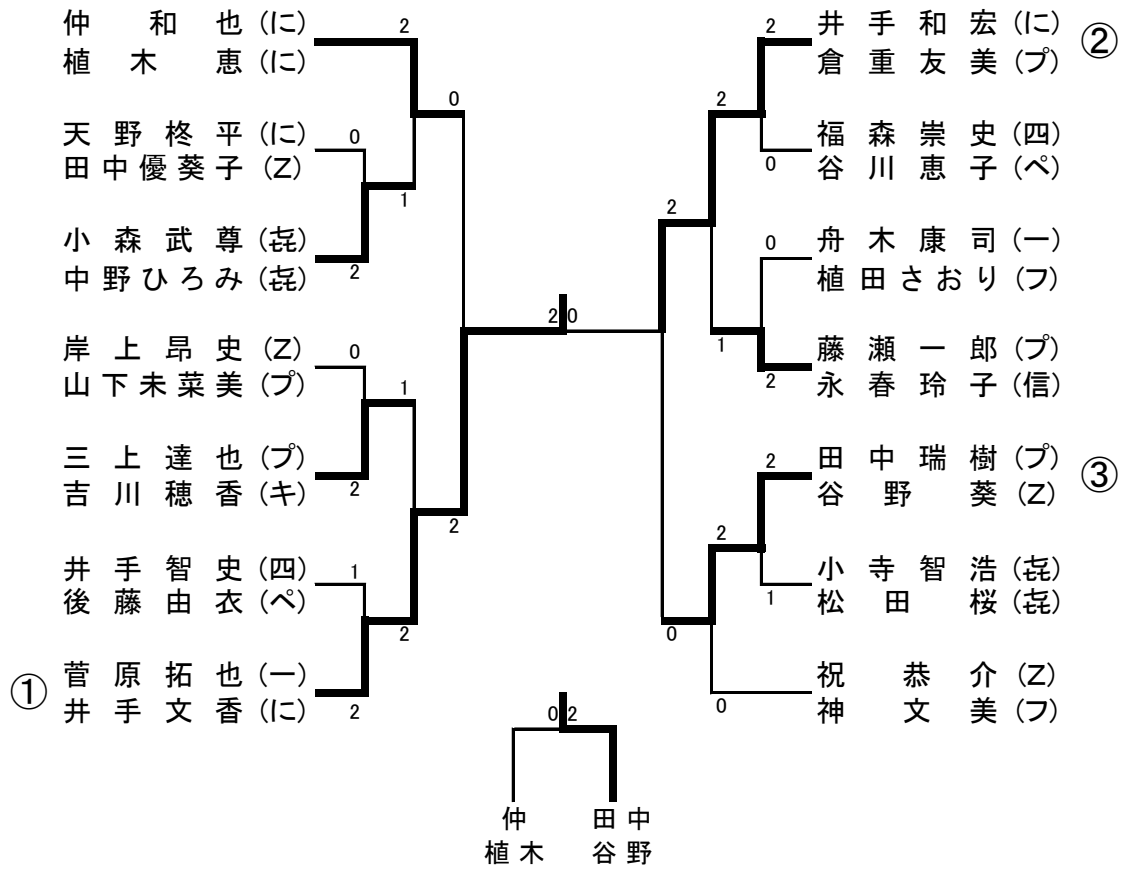 仲和也(に)
植木恵(に)
2
0
天野柊平(に)
田中優葵子(Z)
0
1
小森武尊(㐂)
中野ひろみ(㐂)
2
岸上昂史(Z)
山下未菜美(プ)
0
1
三上達也(プ)
吉川穂香(キ)
2
2
井手智史(四)
後藤由衣(ペ)
1
2
① 菅原拓也(一)
井手文香(に)
2
2 0
井手和宏(に) ②
倉重友美(プ)
2
2
福森崇史(四)
谷川恵子(ペ)
0
2
舟木康司(一)
植田さおり(フ)
0
1
藤瀬一郎(プ)
永春玲子(信)
2
田中瑞樹(プ) ③
谷野葵(Z)
2
2
小寺智浩(㐂)
松田桜(㐂)
1
0
祝恭介(Z)
神文美(フ)
0
0 2
仲 田中
植木 谷野